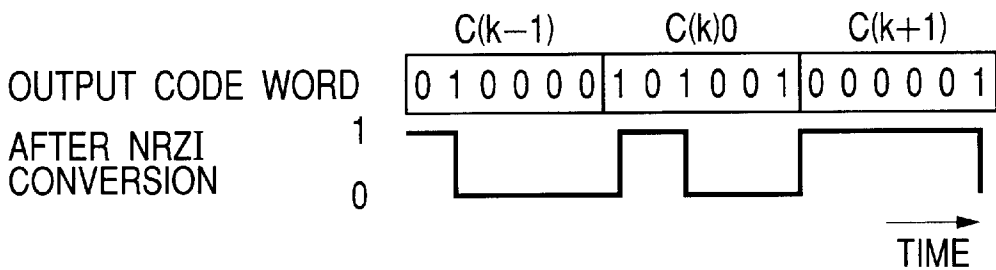 C(k−1) C(k)0 C(k+1)
OUTPUT CODE WORD 0 1 0 0 0 0 1 0 1 0 0 1 0 0 0 0 0 1
AFTER NRZI CONVERSION 1 0
TIME